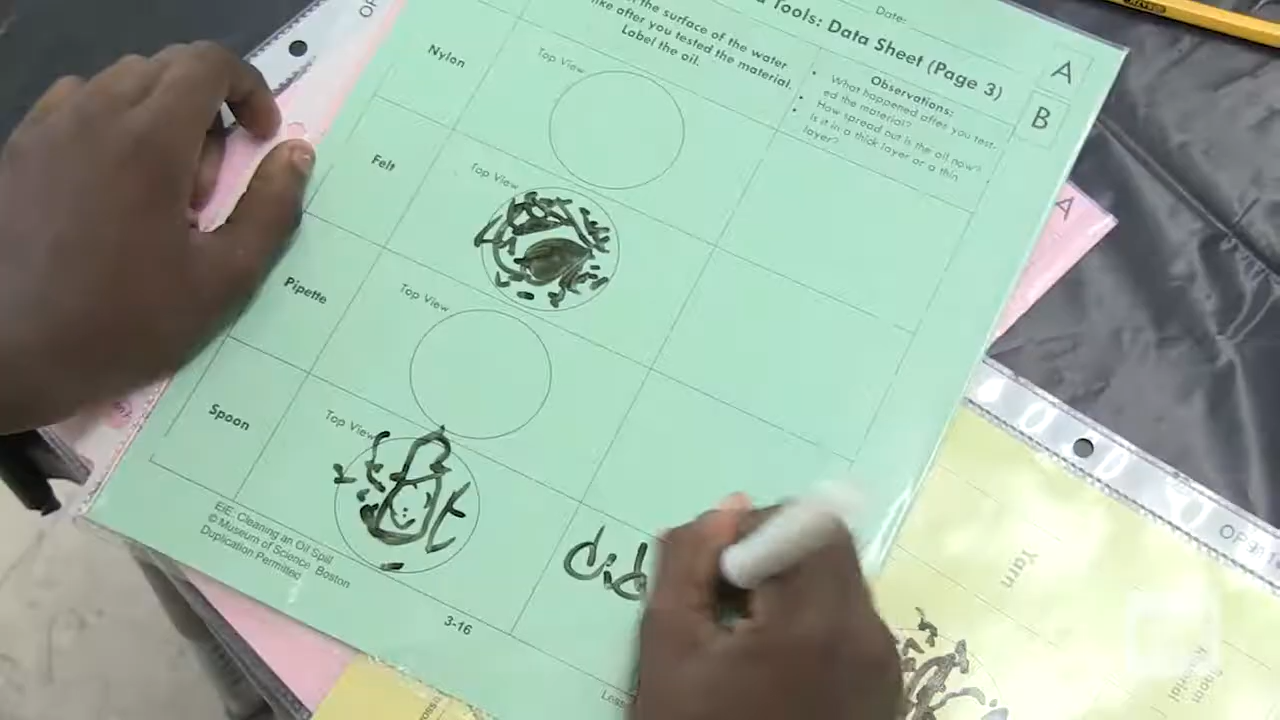 Date:
Tools: Data Sheet (Page 3)
the surface of the water
like after you tested the material.
Label the oil.
Observations:
• What happened after you test-
ed the material?
• How spread out is the oil now?
• Is it in a thick layer or a thin
layer?
A
B
Nylon
Top View
Felt
Top View
Pipette
Top View
Spoon
Top View
did
EiE: Cleaning an Oil Spill
© Museum of Science Boston
Duplication Permitted
3-16
A
Yarn